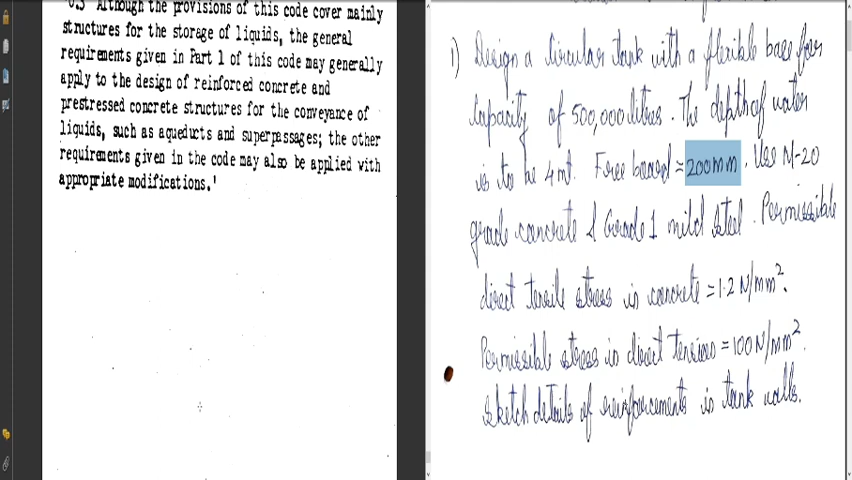 0.3 Although the provisions of this code cover mainly
structures for the storage of liquids, the general
requirements given in Part 1 of this code may generally
apply to the design of reinforced concrete and
prestressed concrete structures for the conveyance of
liquids, such as aqueducts and superpassages; the other
requirements given in the code may also be applied with
appropriate modifications.¹
1) Design a circular tank with a flexible base for
capacity of 500,000 litres. The depth of water
is to be 4mt. Free board = 200mm. Use M-20
grade concrete & Grade 1 mild steel. Permissible
direct tensile stress in concrete = 1.2 N/mm².
Permissible stress in direct tension = 100 N/mm².
sketch details of reinforcements in tank walls.